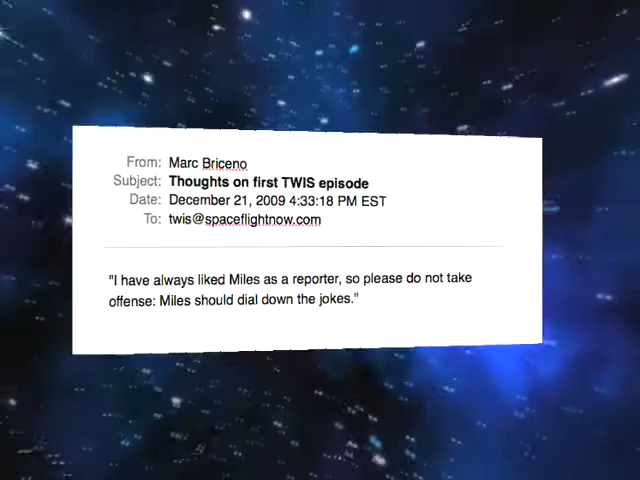 From: Marc Briceno
Subject: Thoughts on first TWIS episode
Date: December 21, 2009 4:33:18 PM EST
To: twis@spaceflightnow.com
"I have always liked Miles as a reporter, so please do not take
offense: Miles should dial down the jokes."